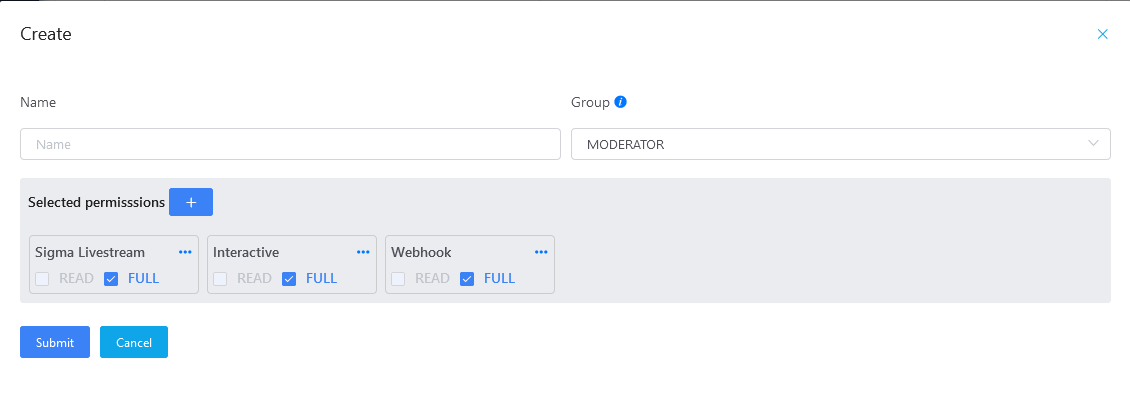 Create
Name
Group
Name
MODERATOR
Selected permisssions
Sigma Livestream
READ
FULL
Interactive
READ
FULL
Webhook
READ
FULL
Submit
Cancel